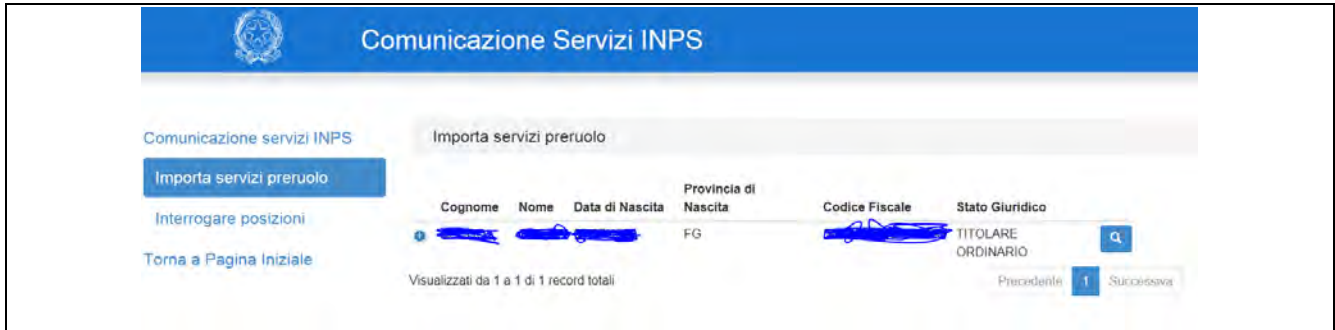 Comunicazione Servizi INPS
Comunicazione servizi INPS
Importa servizi preruolo
Interrogare posizioni
Torna a Pagina Iniziale
Importa servizi preruolo
Cognome Nome Data di Nascita Provincia di Nascita Codice Fiscale Stato Giuridico
FG TITOLARE ORDINARIO
Visualizzati da 1 a 1 di 1 record totali
Precedente 1 Successiva